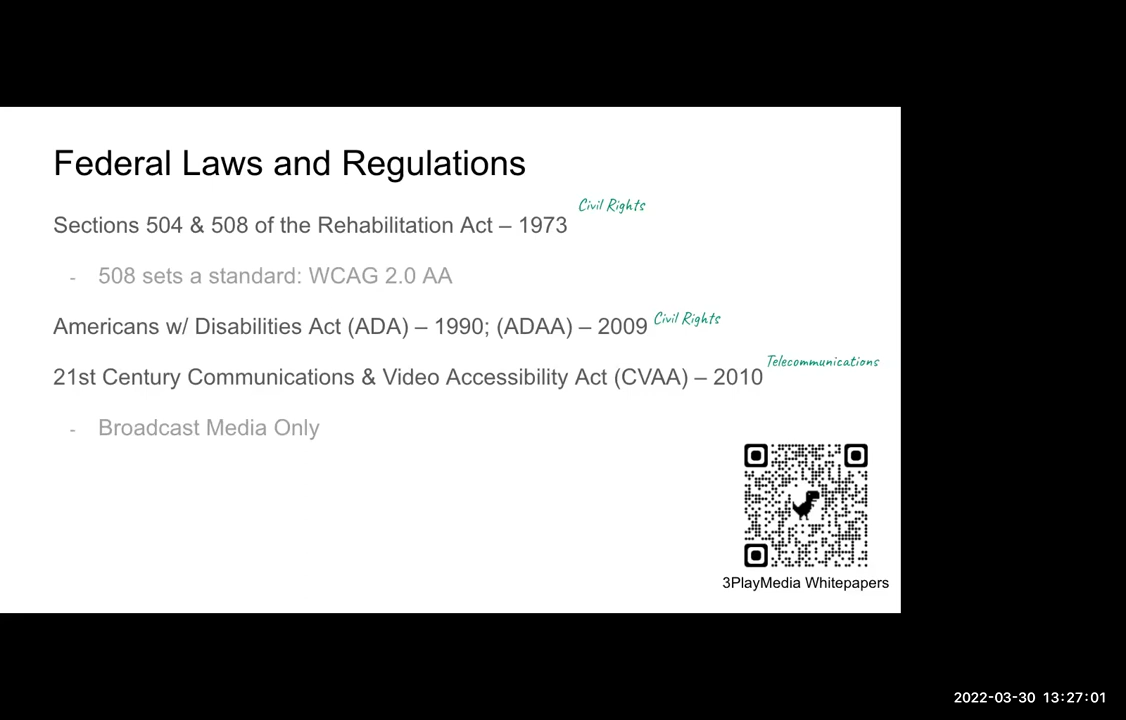 Federal Laws and Regulations
Civil Rights
Sections 504 & 508 of the Rehabilitation Act – 1973
- 508 sets a standard: WCAG 2.0 AA
Americans w/ Disabilities Act (ADA) – 1990; (ADAA) – 2009 Civil Rights
Telecommunications
21st Century Communications & Video Accessibility Act (CVAA) – 2010
- Broadcast Media Only
3PlayMedia Whitepapers
2022-03-30 13:27:01